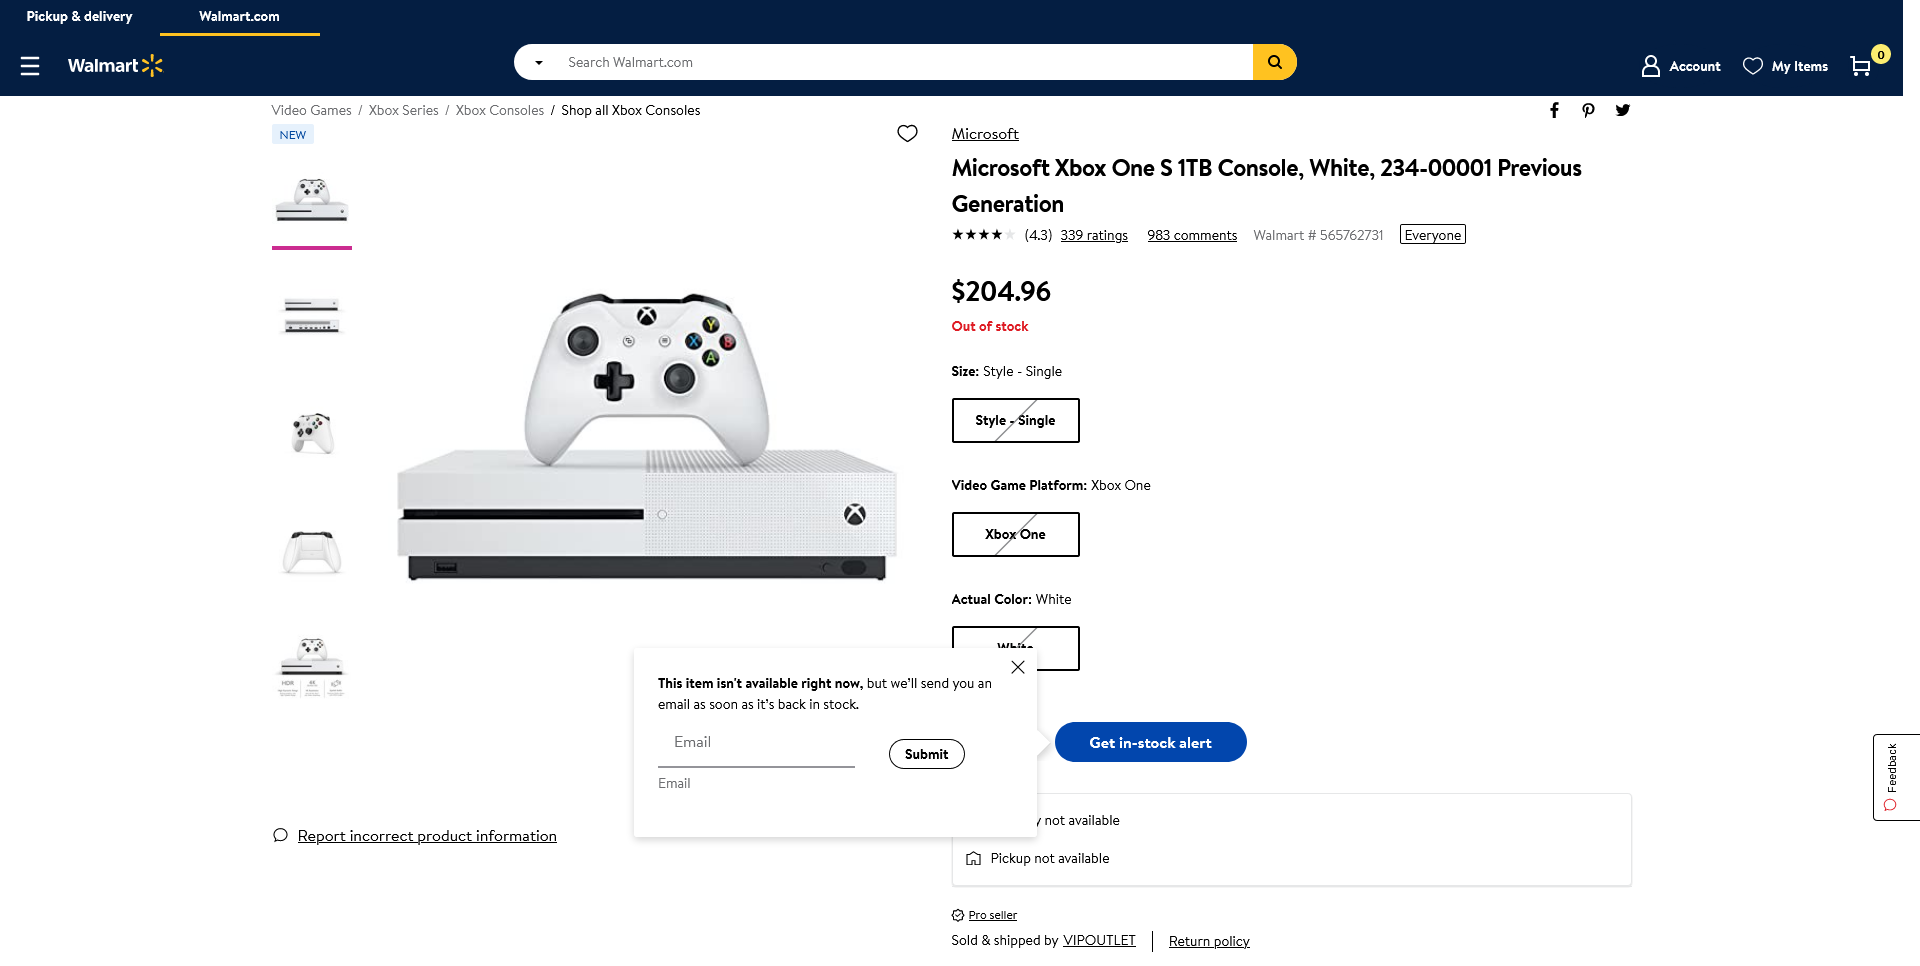 Pickup & delivery
Walmart.com
Walmart
Search Walmart.com
Account
My Items
0
Video Games / Xbox Series / Xbox Consoles / Shop all Xbox Consoles
NEW
Microsoft
Microsoft Xbox One S 1TB Console, White, 234-00001 Previous
Generation
(4.3) 339 ratings 983 comments Walmart # 565762731 Everyone
$204.96
Out of stock
Size: Style - Single
Style - Single
Video Game Platform: Xbox One
Xbox One
Actual Color: White
White
This item isn't available right now, but we'll send you an
email as soon as it's back in stock.
Email
Submit
Email
Get in-stock alert
Feedback
Report incorrect product information
y not available
Pickup not available
Pro seller
Sold & shipped by VIPOUTLET
Return policy
Y
X
B
A
HDR
4K